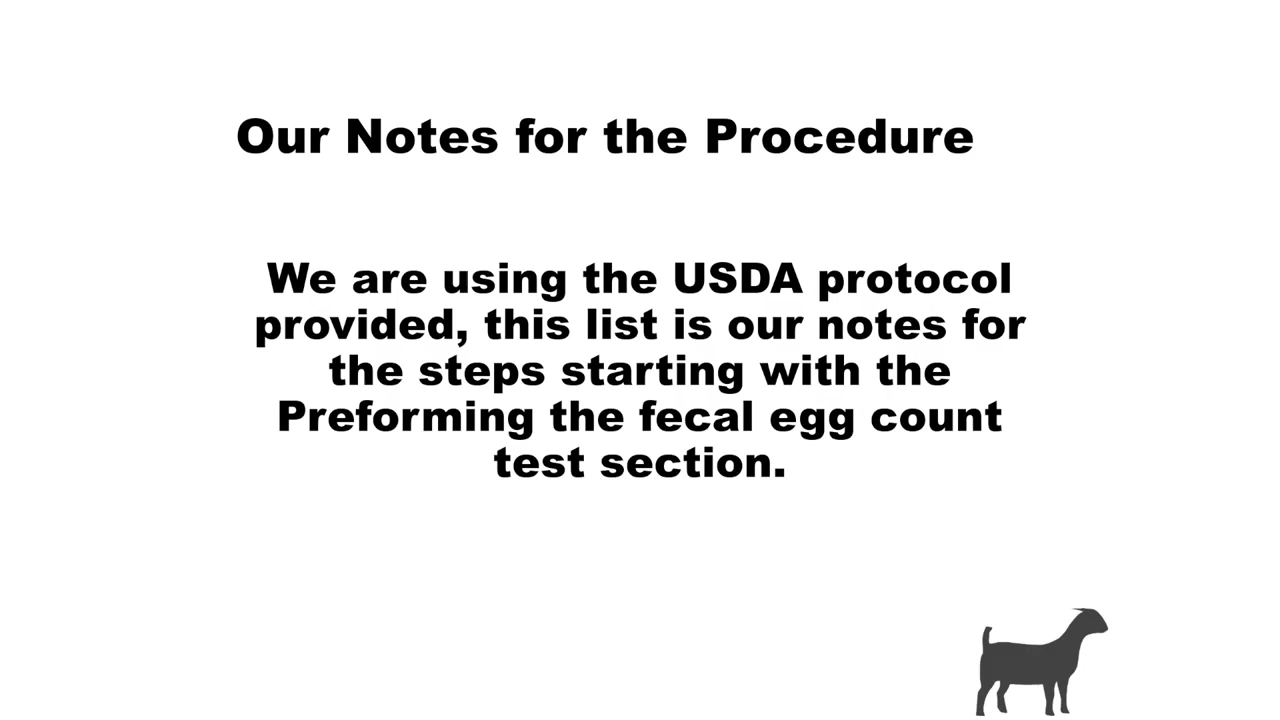 Our Notes for the Procedure
We are using the USDA protocol
provided, this list is our notes for
the steps starting with the
Preforming the fecal egg count
test section.